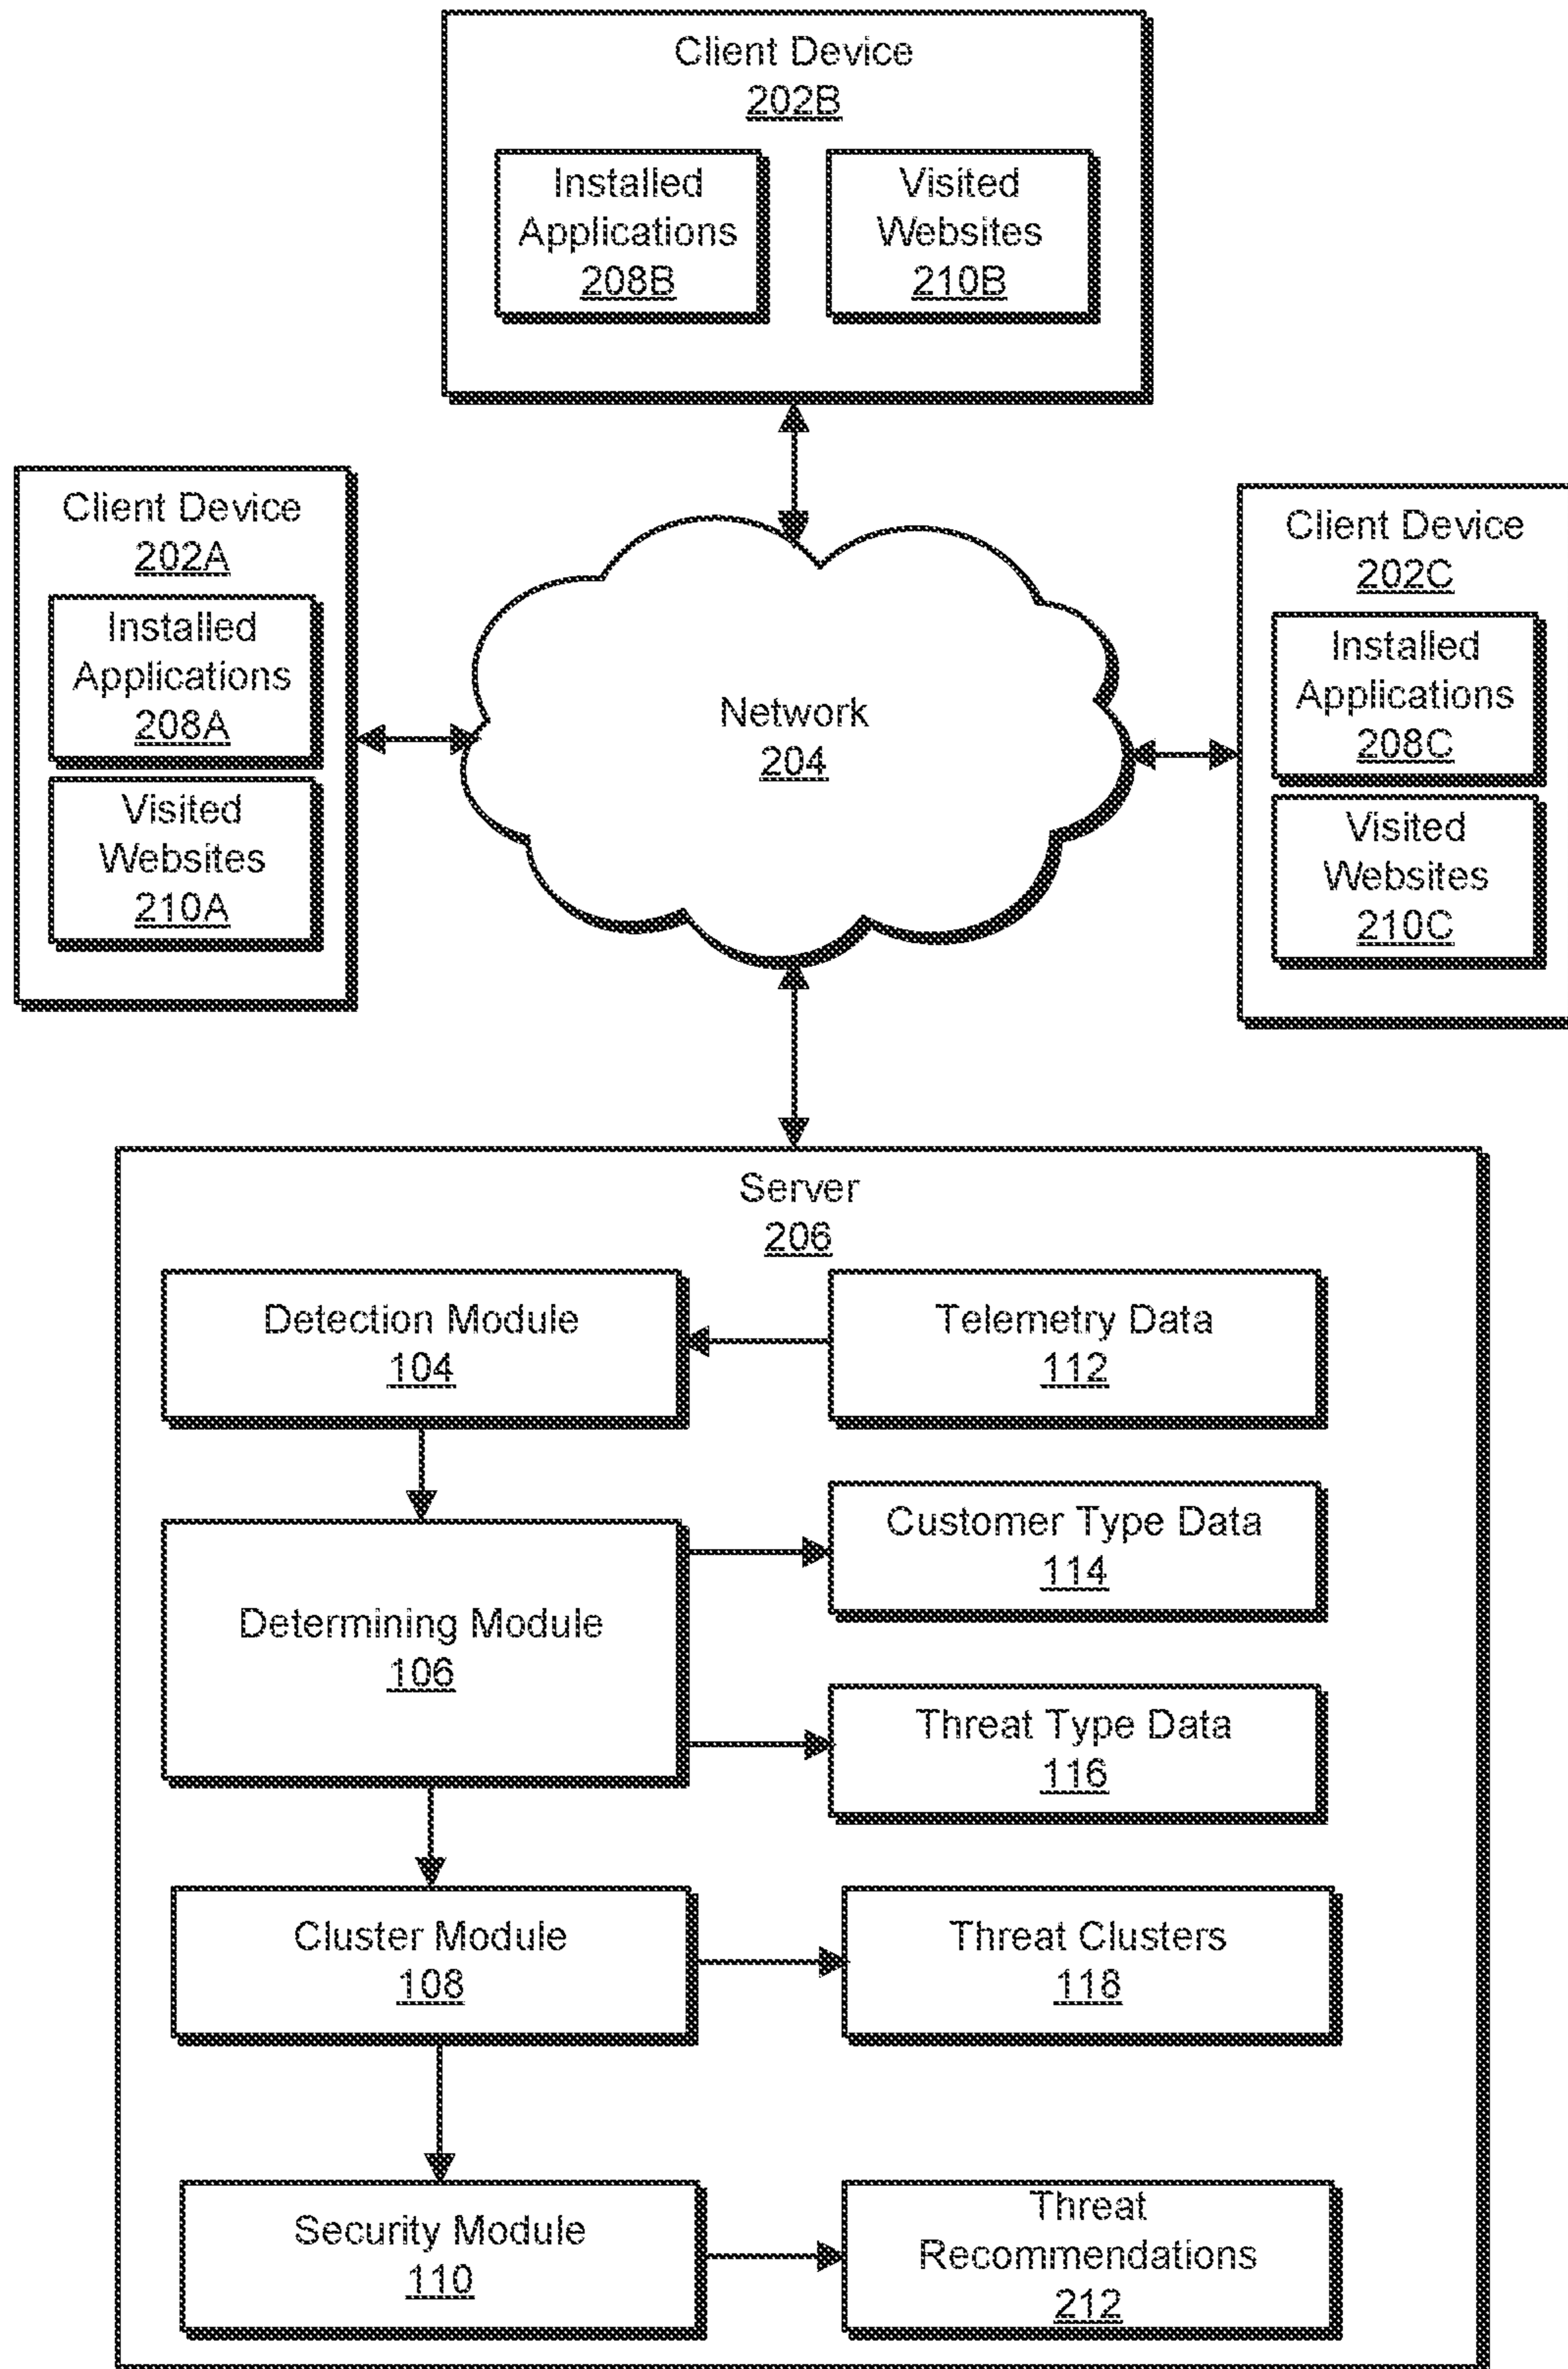 Client Device
202B
Installed
Applications
208B
Visited
Websites
210B
Client Device
202A
Installed
Applications
208A
Visited
Websites
210A
Network
204
Client Device
202C
Installed
Applications
208C
Visited
Websites
210C
Server
206
Detection Module
104
Telemetry Data
112
Determining Module
106
Customer Type Data
114
Threat Type Data
116
Cluster Module
108
Threat Clusters
118
Security Module
110
Threat
Recommendations
212